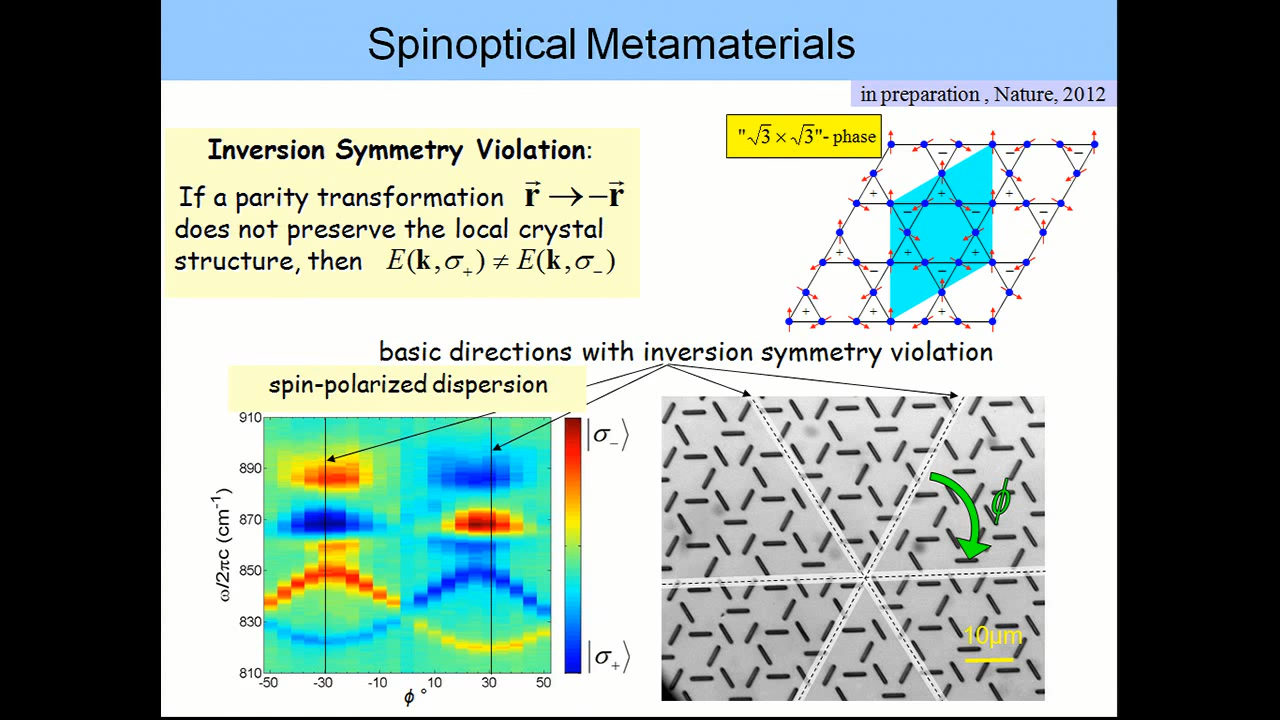 Spinoptical Metamaterials
in preparation , Nature, 2012
Inversion Symmetry Violation:
If a parity transformation r⃗ → −r⃗
does not preserve the local crystal
structure, then E(k,σ₊) ≠ E(k,σ₋)
"√3 × √3"- phase
basic directions with inversion symmetry violation
spin-polarized dispersion
910
890
870
850
830
810
ω/2πc (cm⁻¹)
-50 -30 -10 10 30 50
ϕ °
|σ₋⟩
|σ₊⟩
ϕ
10μm